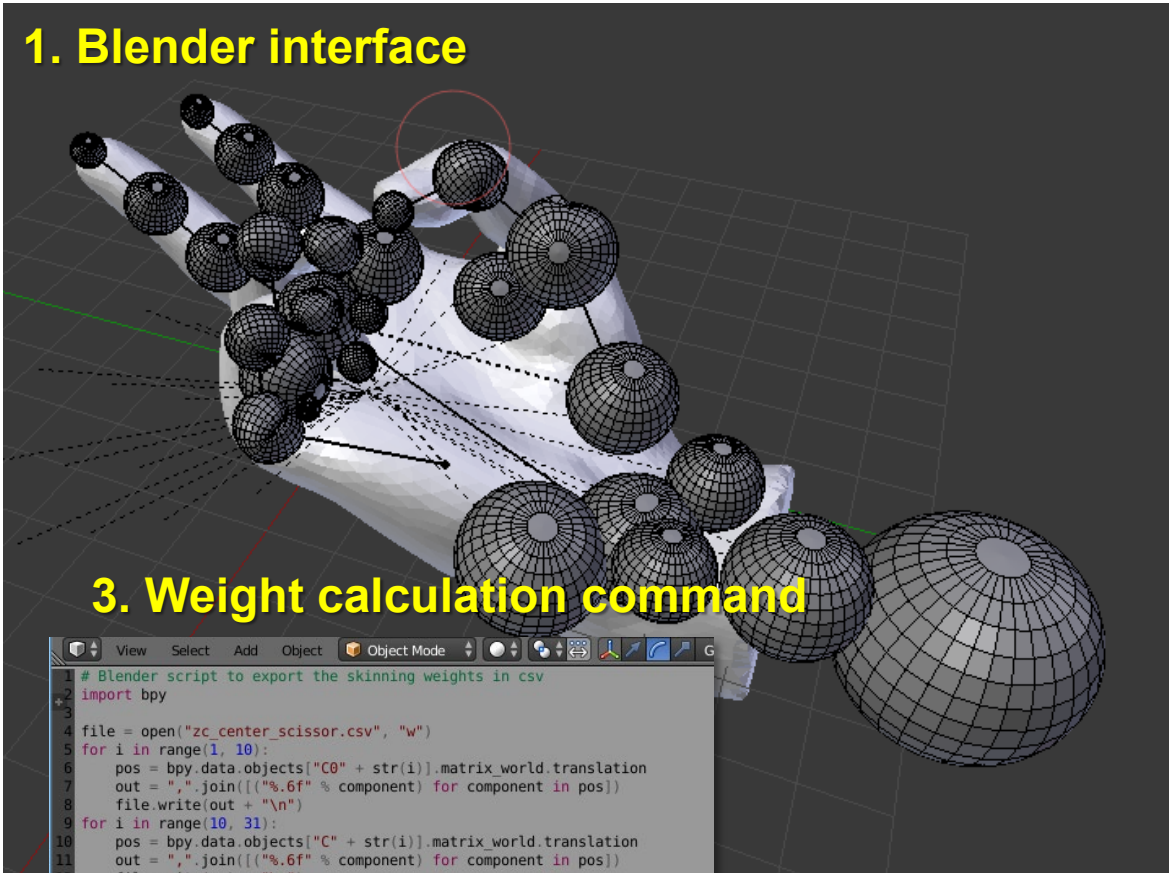 1. Blender interface
3. Weight calculation command
View Select Add Object Object Mode G
1 # Blender script to export the skinning weights in csv
2 import bpy
3
4 file = open("zc_center_scissor.csv", "w")
5 for i in range(1, 10):
6 pos = bpy.data.objects["C0" + str(i)].matrix_world.translation
7 out = ",".join([("%.6f" % component) for component in pos])
8 file.write(out + "\n")
9 for i in range(10, 31):
10 pos = bpy.data.objects["C" + str(i)].matrix_world.translation
11 out = ",".join([("%.6f" % component) for component in pos])